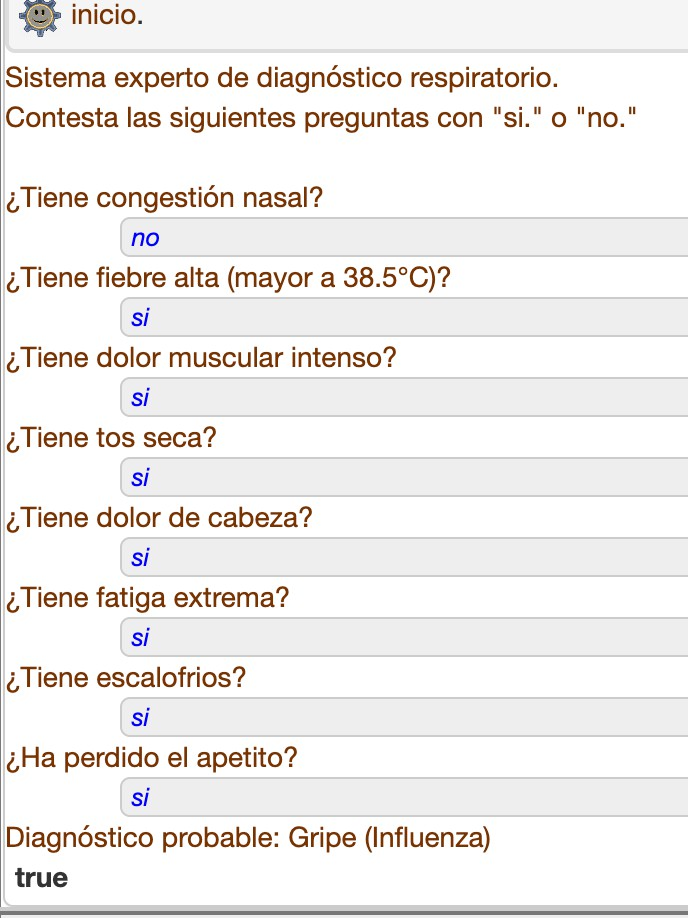 inicio.
Sistema experto de diagnóstico respiratorio.
Contesta las siguientes preguntas con "si." o "no."
¿Tiene congestión nasal?
no
¿Tiene fiebre alta (mayor a 38.5°C)?
si
¿Tiene dolor muscular intenso?
si
¿Tiene tos seca?
si
¿Tiene dolor de cabeza?
si
¿Tiene fatiga extrema?
si
¿Tiene escalofrios?
si
¿Ha perdido el apetito?
si
Diagnóstico probable: Gripe (Influenza)
true